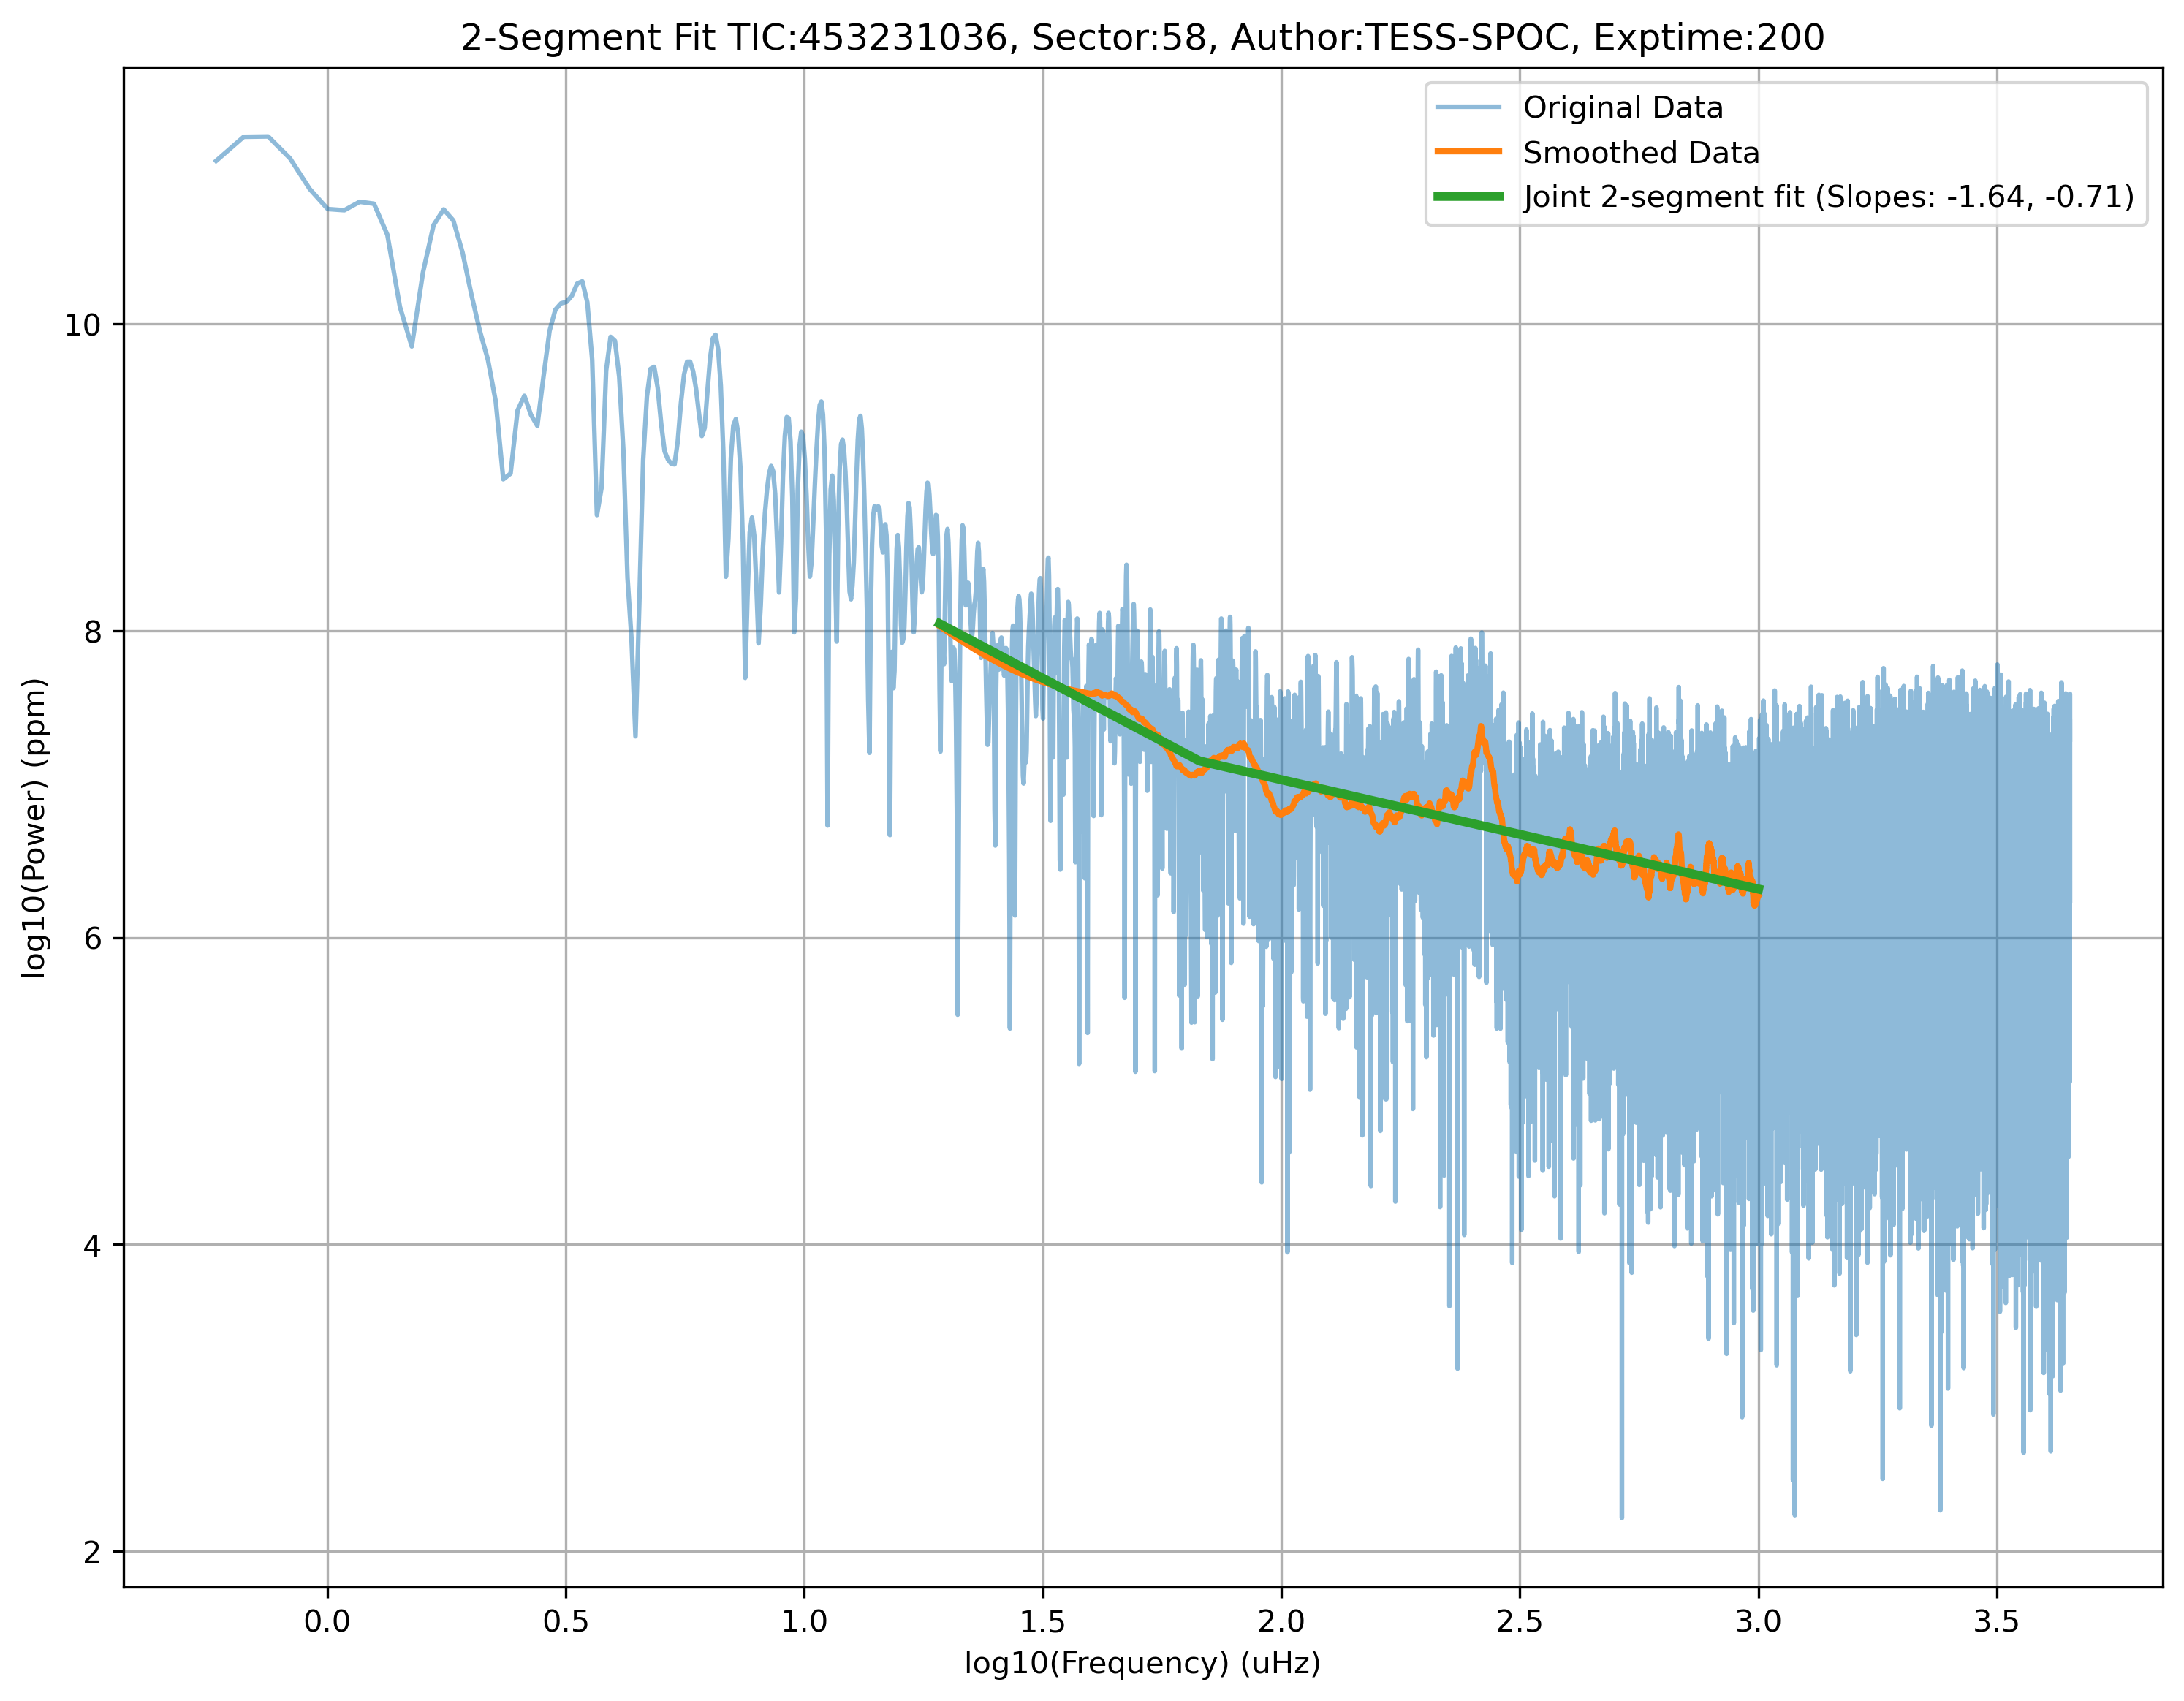 2-Segment Fit TIC:453231036, Sector:58, Author:TESS-SPOC, Exptime:200
Original Data
Smoothed Data
Joint 2-segment fit (Slopes: -1.64, -0.71)
log10(Power) (ppm)
10
8
6
4
2
0.0 0.5 1.0 1.5 2.0 2.5 3.0 3.5
log10(Frequency) (uHz)